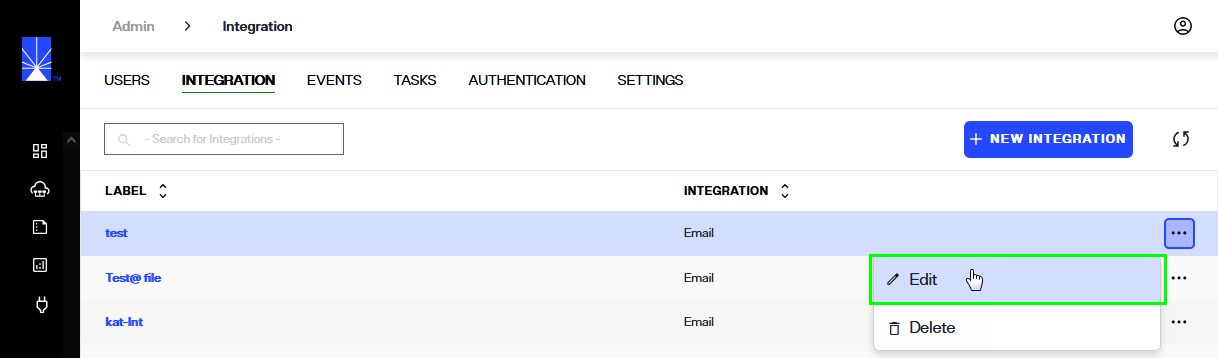 Admin > Integration
TM
USERS INTEGRATION EVENTS TASKS AUTHENTICATION SETTINGS
- Search for Integrations -
+ NEW INTEGRATION
LABEL INTEGRATION
test Email ...
Test@ file Email ...
Edit
kat-Int Email ...
Delete